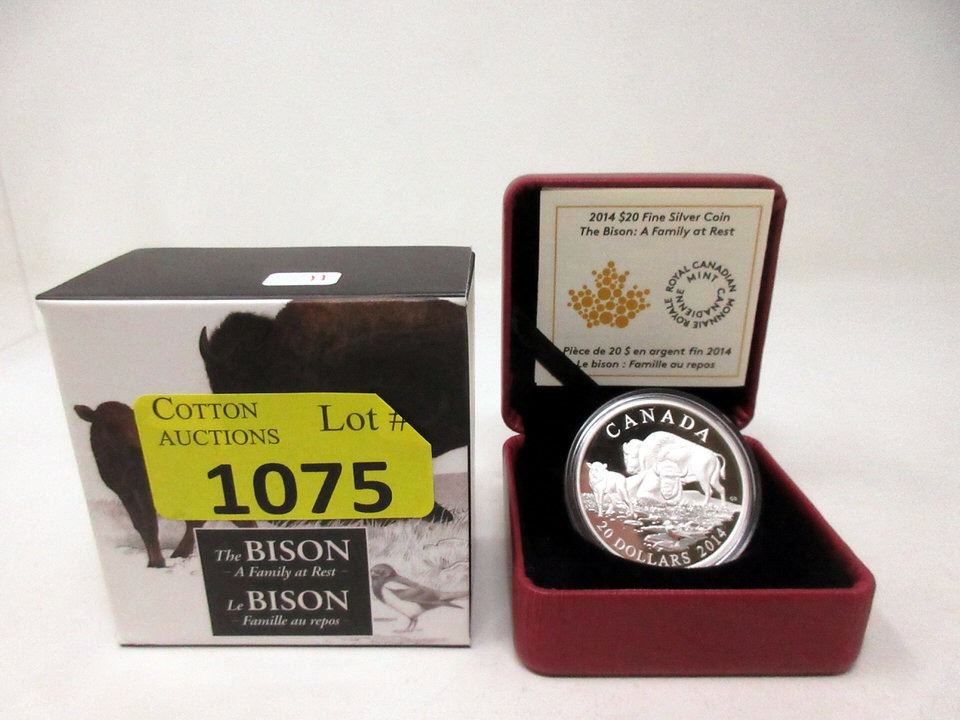 COTTON
AUCTIONS
Lot #
1075
The BISON
- A Family at Rest -
Le BISON
- Famille au repos
2014 $20 Fine Silver Coin
The Bison: A Family at Rest
ROYAL CANADIAN MINT
MONNAIE ROYALE CANADIENNE
Pièce de 20 $ en argent fin 2014
Le bison : Famille au repos
CANADA
20 DOLLARS 2014